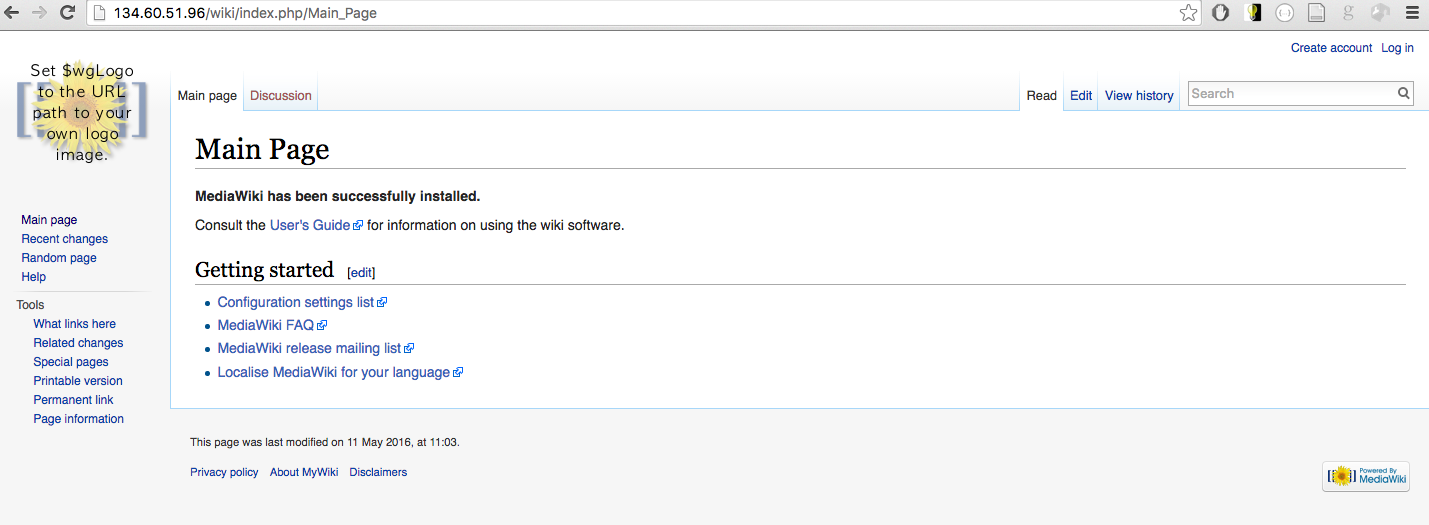 134.60.51.96/wiki/index.php/Main_Page
Create account Log in
Set $wgLogo
to the URL
path to your
own logo
image.
Main page Discussion Read Edit View history Search
Main Page
MediaWiki has been successfully installed.
Consult the User's Guide for information on using the wiki software.
Getting started [edit]
Configuration settings list
MediaWiki FAQ
MediaWiki release mailing list
Localise MediaWiki for your language
Main page
Recent changes
Random page
Help
Tools
What links here
Related changes
Special pages
Printable version
Permanent link
Page information
This page was last modified on 11 May 2016, at 11:03.
Privacy policy About MyWiki Disclaimers
Powered By
MediaWiki